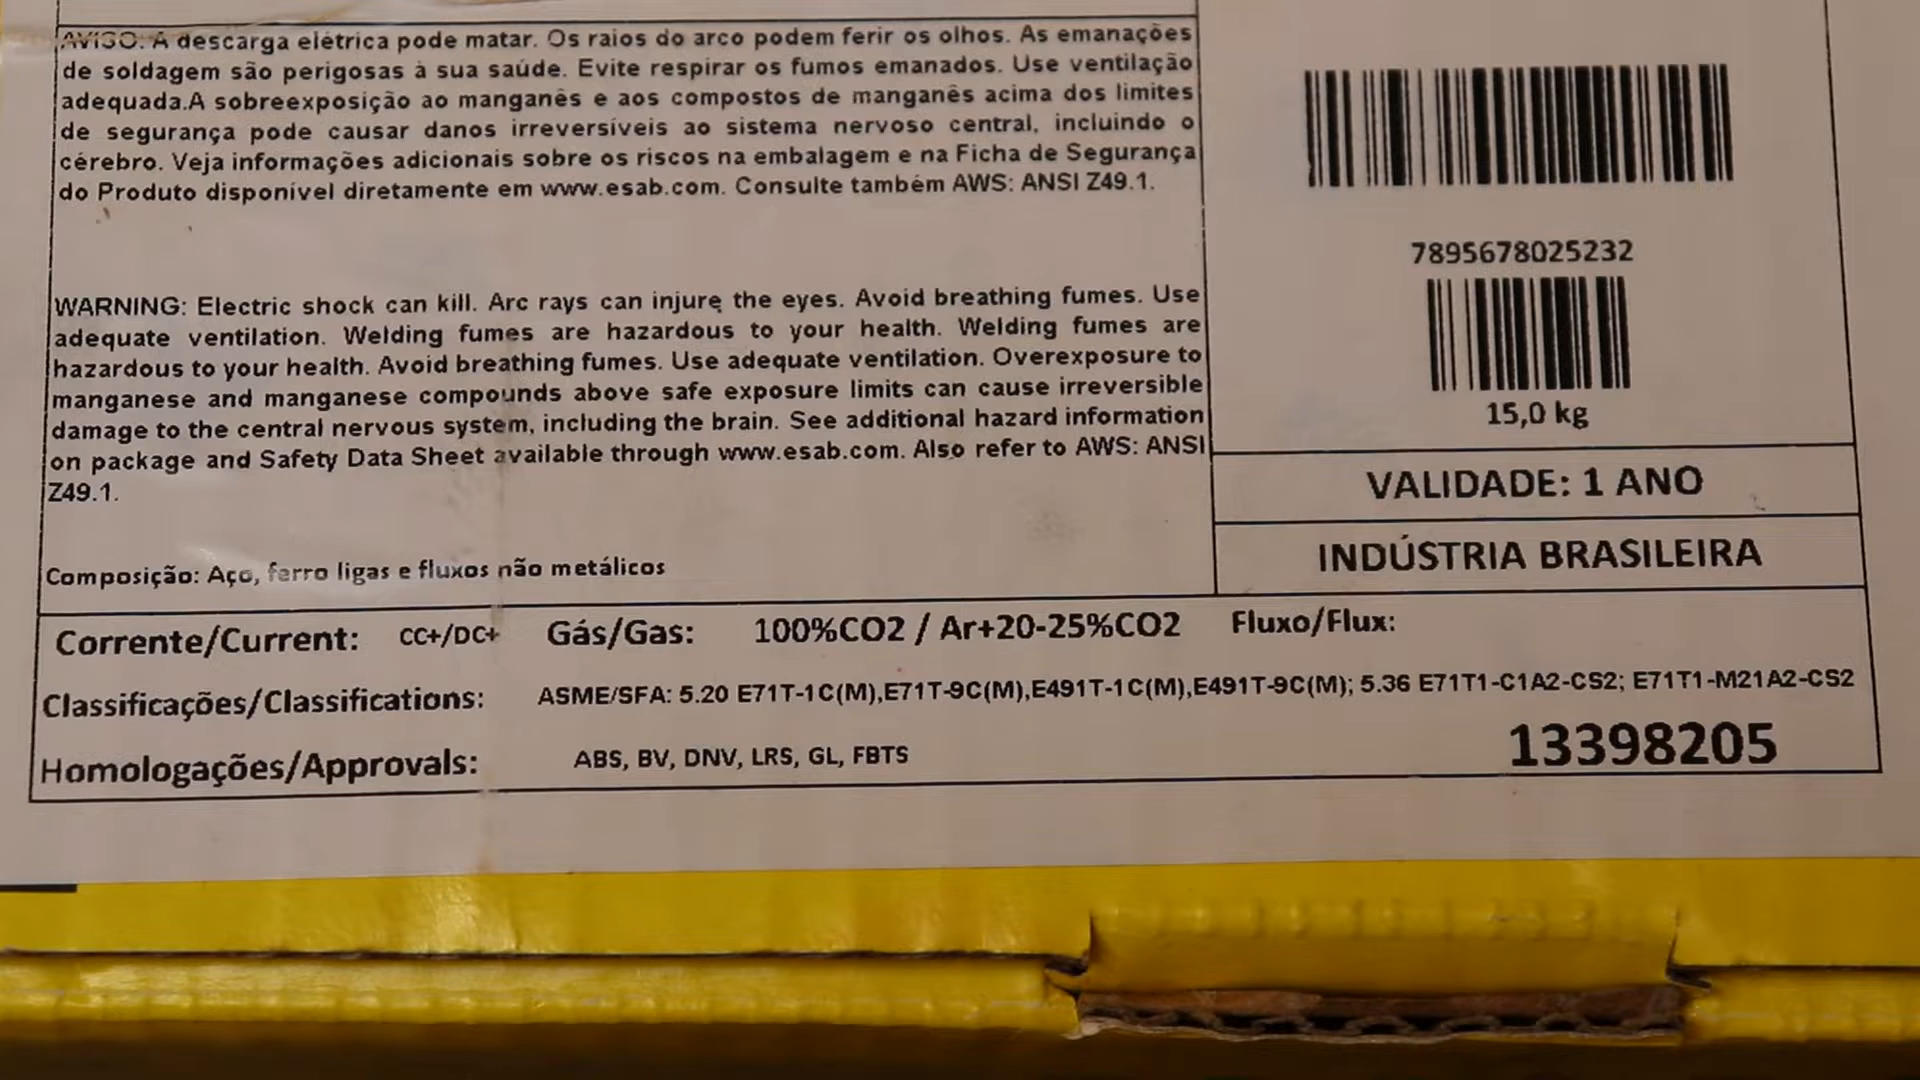 AVISO: A descarga elétrica pode matar. Os raios do arco podem ferir os olhos. As emanações
de soldagem são perigosas à sua saúde. Evite respirar os fumos emanados. Use ventilação
adequada.A sobreexposição ao manganês e aos compostos de manganês acima dos limites
de segurança pode causar danos irreversíveis ao sistema nervoso central, incluindo o
cérebro. Veja informações adicionais sobre os riscos na embalagem e na Ficha de Segurança
do Produto disponível diretamente em www.esab.com. Consulte também AWS: ANSI Z49.1.
WARNING: Electric shock can kill. Arc rays can injure the eyes. Avoid breathing fumes. Use
adequate ventilation. Welding fumes are hazardous to your health. Welding fumes are
hazardous to your health. Avoid breathing fumes. Use adequate ventilation. Overexposure to
manganese and manganese compounds above safe exposure limits can cause irreversible
damage to the central nervous system, including the brain. See additional hazard information
on package and Safety Data Sheet available through www.esab.com. Also refer to AWS: ANSI
Z49.1.
Composição: Aço, ferro ligas e fluxos não metálicos
7895678025232
15,0 kg
VALIDADE: 1 ANO
INDÚSTRIA BRASILEIRA
Corrente/Current: CC+/DC+ Gás/Gas: 100%CO2 / Ar+20-25%CO2 Fluxo/Flux:
Classificações/Classifications: ASME/SFA: 5.20 E71T-1C(M),E71T-9C(M),E491T-1C(M),E491T-9C(M); 5.36 E71T1-C1A2-CS2; E71T1-M21A2-CS2
Homologações/Approvals: ABS, BV, DNV, LRS, GL, FBTS 13398205